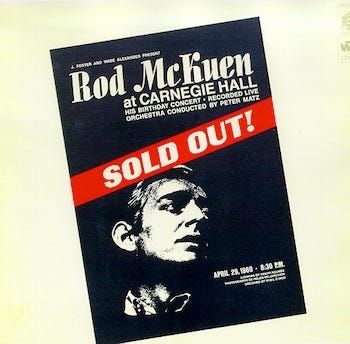 J. FOSTER AND WADE ALEXANDER PRESENT
Rod McKuen
at CARNEGIE HALL
HIS BIRTHDAY CONCERT • RECORDED LIVE
ORCHESTRA CONDUCTED BY PETER MATZ
SOLD OUT!
APRIL 29, 1969 • 8:30 P.M.